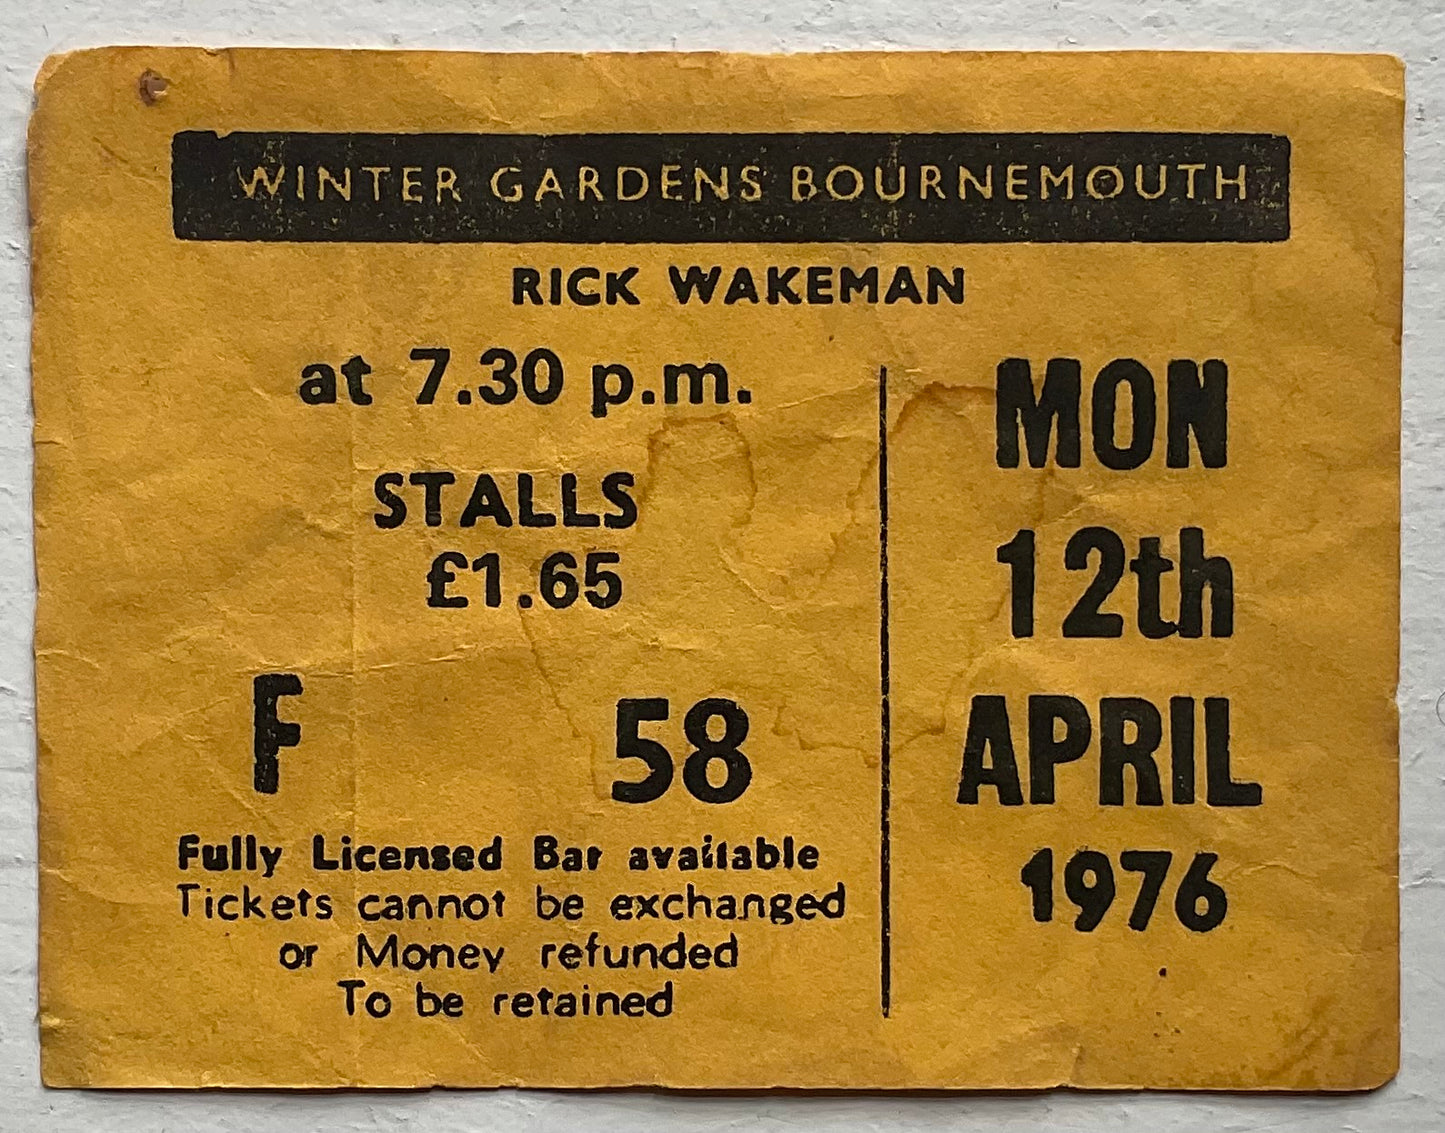 WINTER GARDENS BOURNEMOUTH
RICK WAKEMAN
at 7.30 p.m.
STALLS
£1.65
F 58
Fully Licensed Bar available
Tickets cannot be exchanged
or Money refunded
To be retained
MON
12th
APRIL
1976